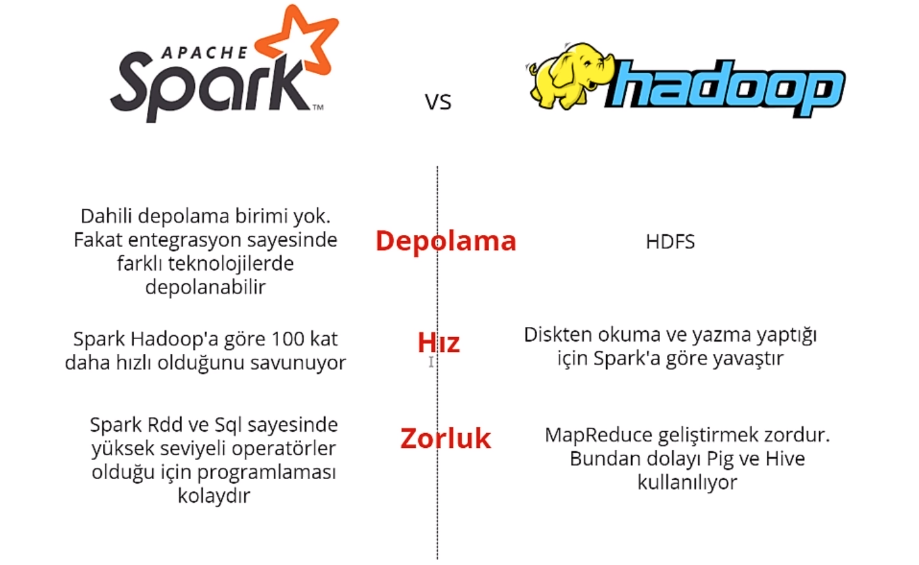 APACHE
Spark™
vs
hadoop
Dahili depolama birimi yok.
Fakat entegrasyon sayesinde
farklı teknolojilerde
depolanabilir
Depolama
HDFS
Spark Hadoop'a göre 100 kat
daha hızlı olduğunu savunuyor
Hız
Diskten okuma ve yazma yaptığı
için Spark'a göre yavaştır
Spark Rdd ve Sql sayesinde
yüksek seviyeli operatörler
olduğu için programlaması
kolaydır
Zorluk
MapReduce geliştirmek zordur.
Bundan dolayı Pig ve Hive
kullanılıyor